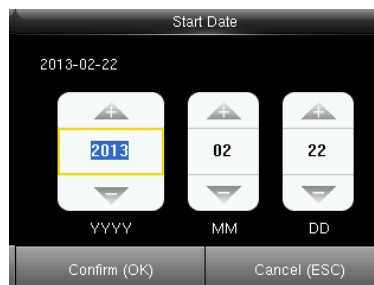 Start Date
2013-02-22
2013 02 22
YYYY MM DD
Confirm (OK) Cancel (ESC)